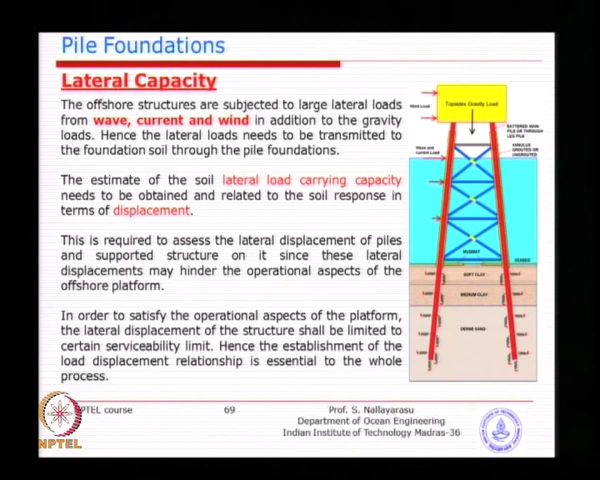 Pile Foundations
Lateral Capacity
The offshore structures are subjected to large lateral loads
from wave, current and wind in addition to the gravity
loads. Hence the lateral loads needs to be transmitted to
the foundation soil through the pile foundations.
The estimate of the soil lateral load carrying capacity
needs to be obtained and related to the soil response in
terms of displacement.
This is required to assess the lateral displacement of piles
and supported structure on it since these lateral
displacements may hinder the operational aspects of the
offshore platform.
In order to satisfy the operational aspects of the platform,
the lateral displacement of the structure shall be limited to
certain serviceability limit. Hence the establishment of the
load displacement relationship is essential to the whole
process.
Topsides Gravity Load
Wind Load
BATTERED MAIN
PILE OR THROUGH
LEG PILE
ANNULUS
GROUTED OR
UNGROUTED
Wave and
current Load
MUDMAT
SEABED
SOFT CLAY
MEDIUM CLAY
DENSE SAND
NPTEL course
69
Prof. S. Nallayarasu
Department of Ocean Engineering
Indian Institute of Technology Madras-36
NPTEL